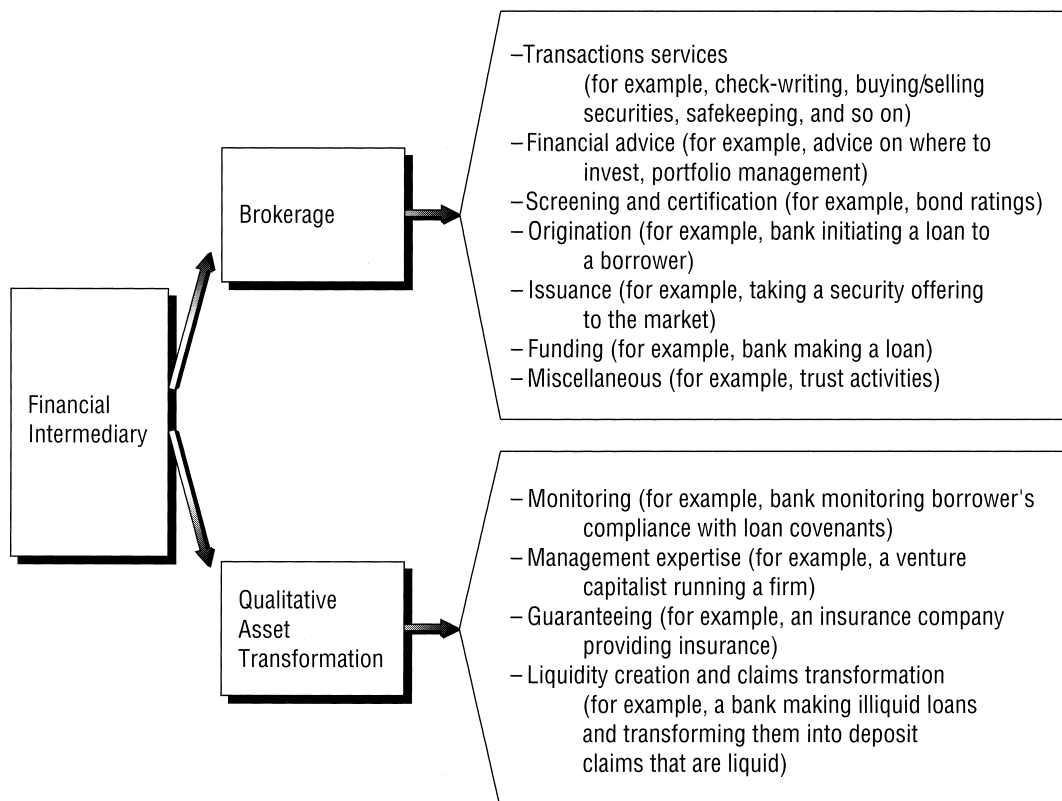 Financial
Intermediary
Brokerage
–Transactions services
(for example, check-writing, buying/selling
securities, safekeeping, and so on)
–Financial advice (for example, advice on where to
invest, portfolio management)
–Screening and certification (for example, bond ratings)
–Origination (for example, bank initiating a loan to
a borrower)
–Issuance (for example, taking a security offering
to the market)
–Funding (for example, bank making a loan)
–Miscellaneous (for example, trust activities)
Qualitative
Asset
Transformation
–Monitoring (for example, bank monitoring borrower's
compliance with loan covenants)
–Management expertise (for example, a venture
capitalist running a firm)
–Guaranteeing (for example, an insurance company
providing insurance)
–Liquidity creation and claims transformation
(for example, a bank making illiquid loans
and transforming them into deposit
claims that are liquid)